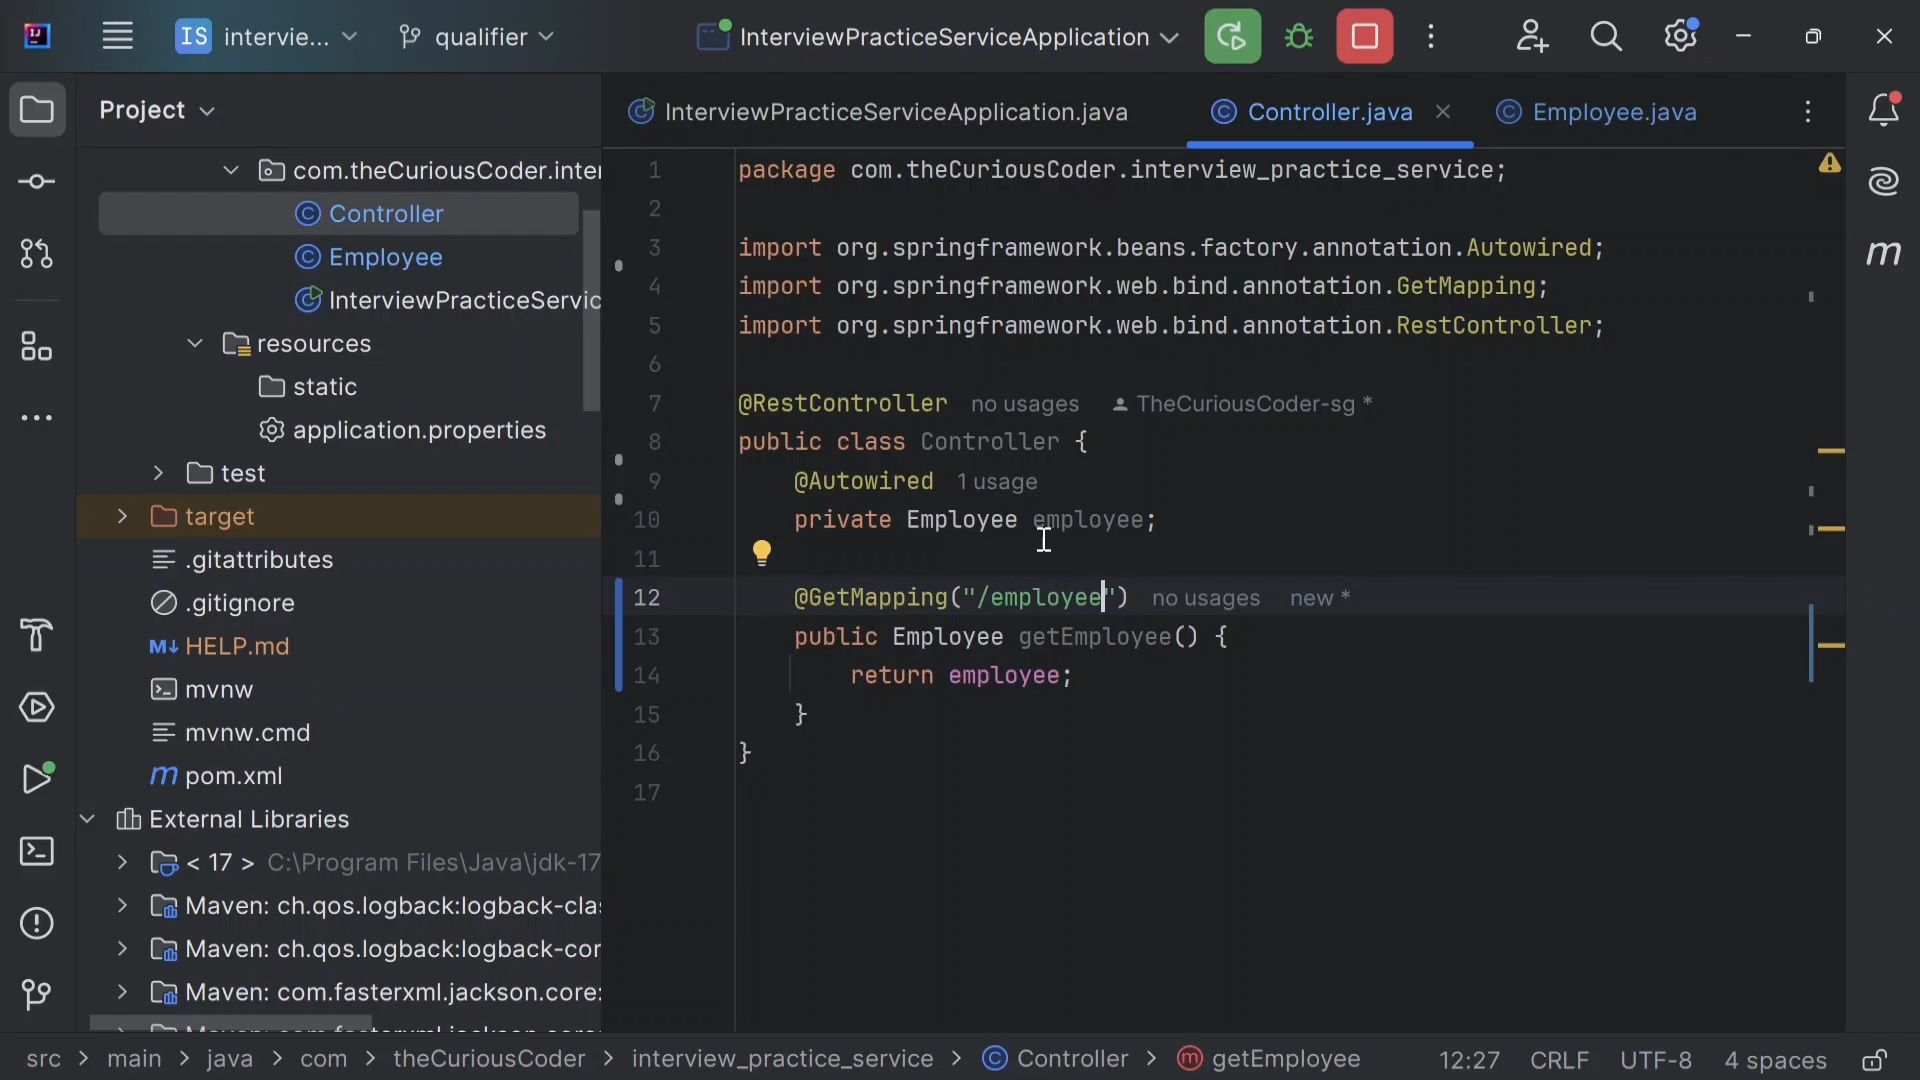 IS intervie... qualifier InterviewPracticeServiceApplication
Project
InterviewPracticeServiceApplication.java Controller.java Employee.java
com.theCuriousCoder.inter
Controller
Employee
InterviewPracticeServic
resources
static
application.properties
test
target
.gitattributes
.gitignore
M↓ HELP.md
mvnw
mvnw.cmd
m pom.xml
External Libraries
< 17 > C:\Program Files\Java\jdk-17
Maven: ch.qos.logback:logback-clas
Maven: ch.qos.logback:logback-cor
Maven: com.fasterxml.jackson.core:
1 package com.theCuriousCoder.interview_practice_service;
2
3 import org.springframework.beans.factory.annotation.Autowired;
4 import org.springframework.web.bind.annotation.GetMapping;
5 import org.springframework.web.bind.annotation.RestController;
6
7 @RestController no usages TheCuriousCoder-sg *
8 public class Controller {
9 @Autowired 1 usage
10 private Employee employee;
11
12 @GetMapping("/employee") no usages new *
13 public Employee getEmployee() {
14 return employee;
15 }
16 }
17
m
src > main > java > com > theCuriousCoder > interview_practice_service > Controller > getEmployee 12:27 CRLF UTF-8 4 spaces